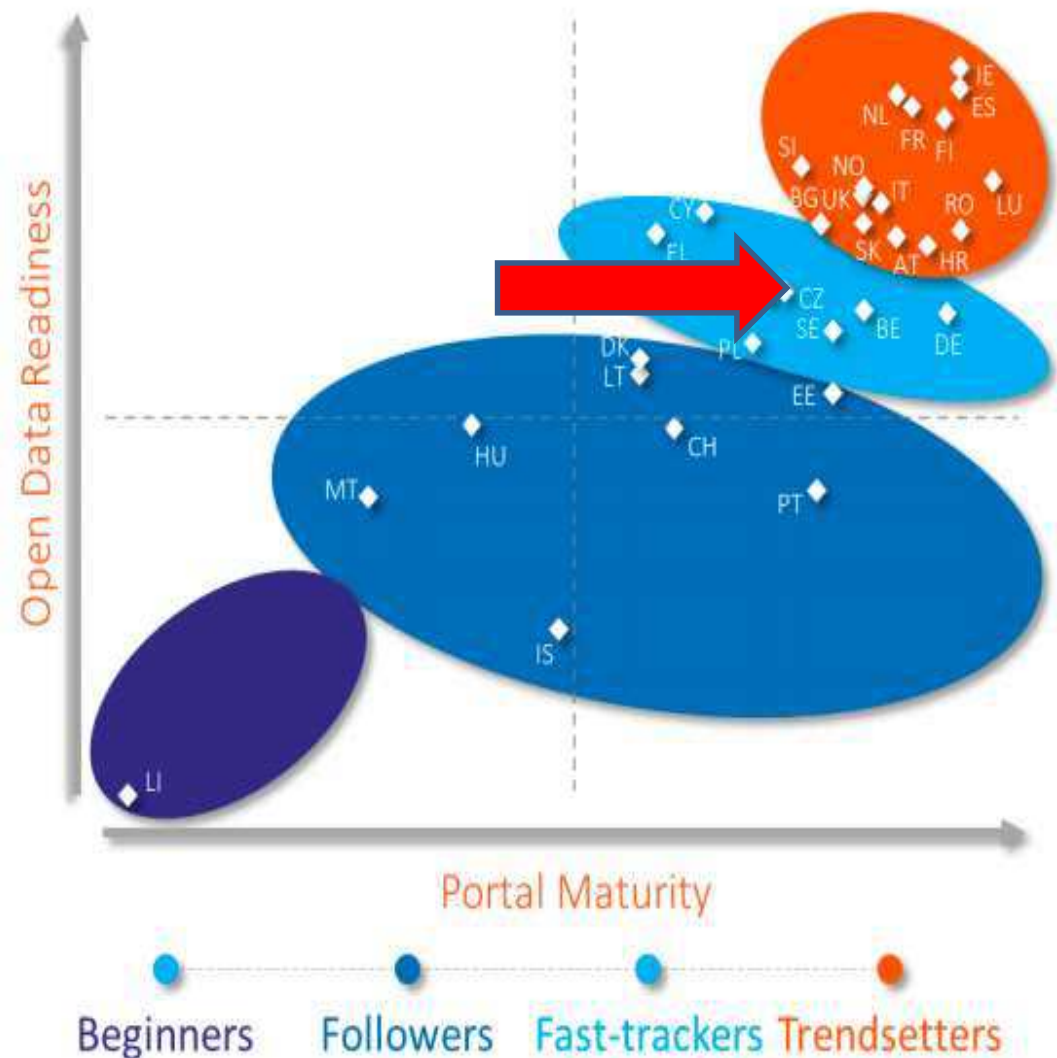 IE
ES
NL
FR
FI
SI
NO
IT
LU
BG
UK
RO
SK
AT
HR
CY
CZ
SE
BE
DE
PL
DK
LT
EE
HU
CH
MT
PT
IS
LI
Open Data Readiness
Portal Maturity
Beginners Followers Fast-trackers Trendsetters